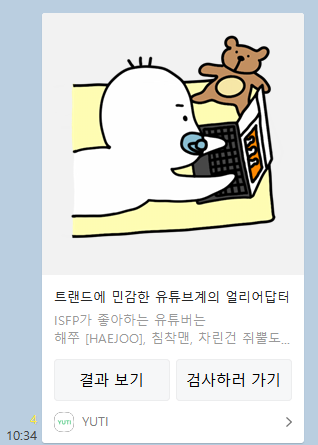 트랜드에 민감한 유튜브계의 얼리어답터
ISFP가 좋아하는 유튜버는
해쭈 [HAEJOO], 침착맨, 차린건 쥐뿔도...
결과 보기
검사하러 가기
4
YUTI
YUTI
10:34